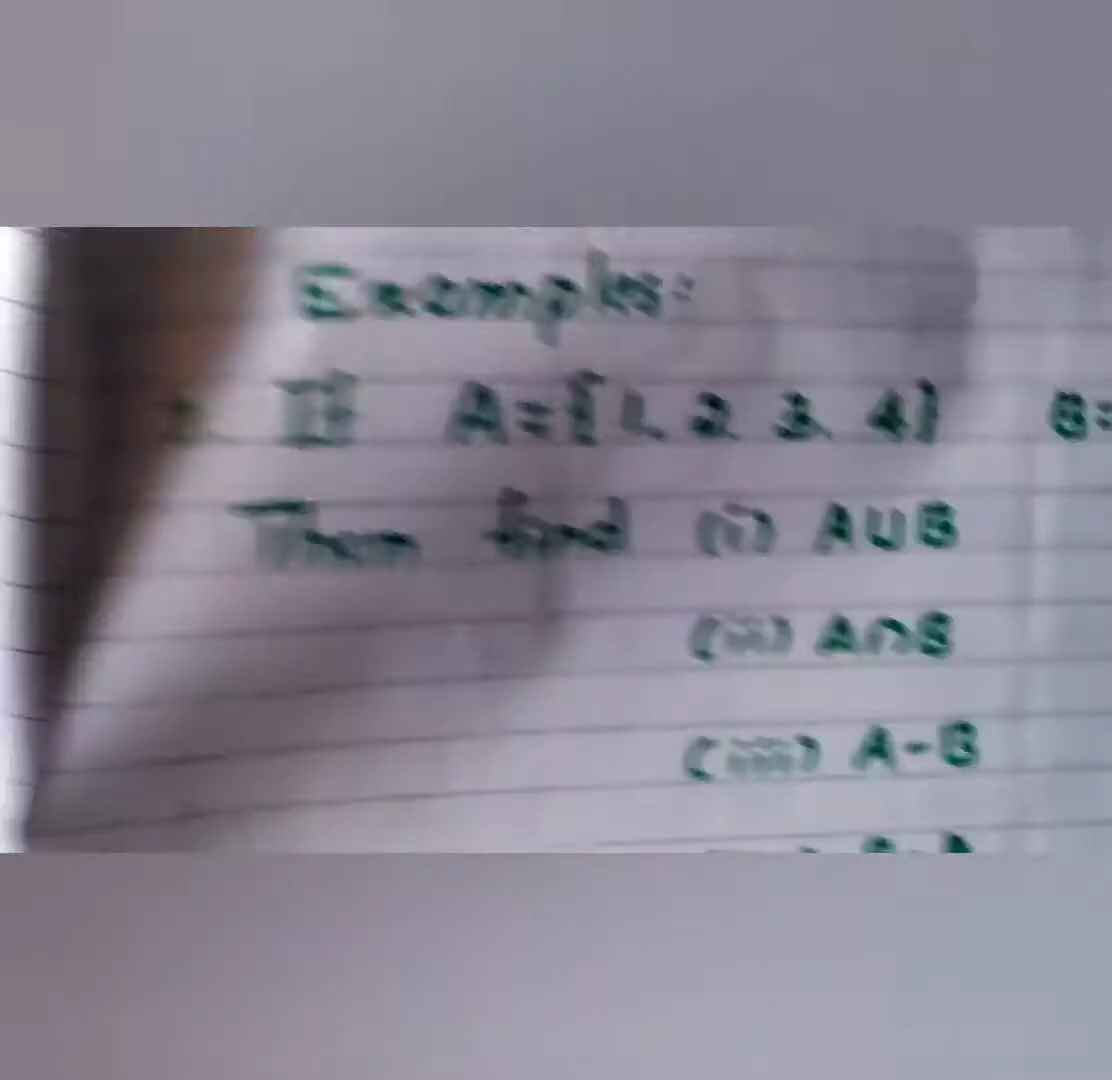 Examples:
If A={1, 2, 3, 4} B=
Then find (i) A∪B
(ii) A∩B
(iii) A-B
B-A